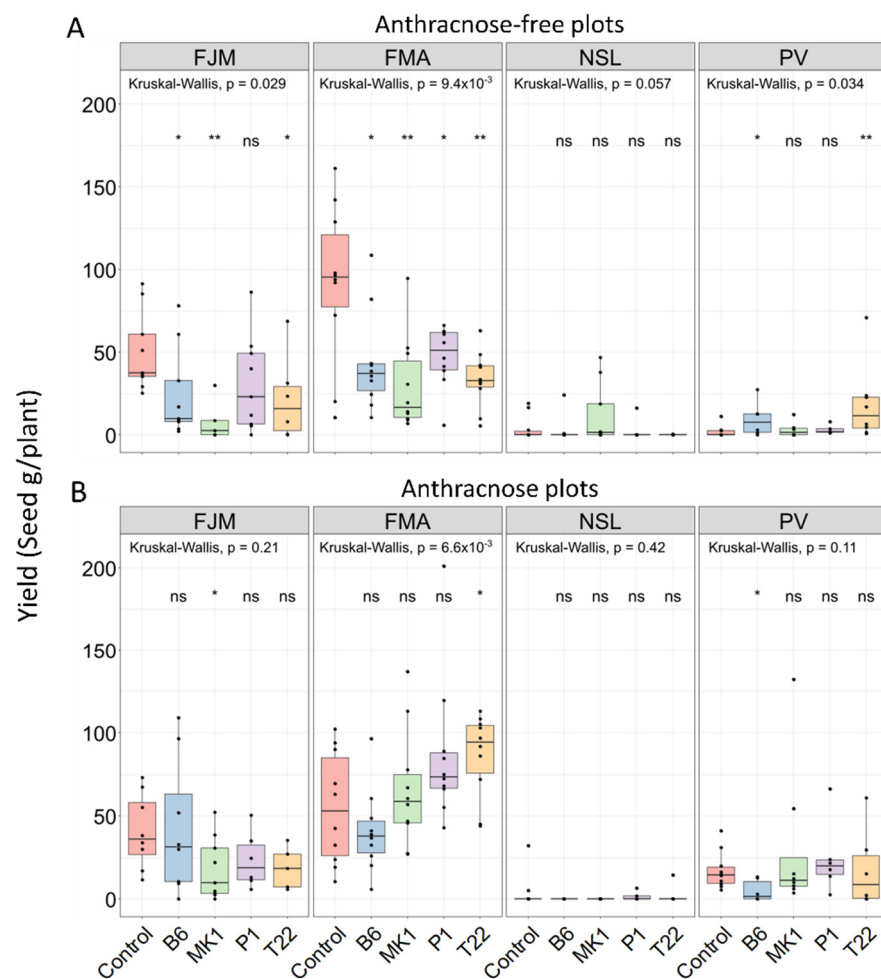 A
Anthracnose-free plots
FJM FMA NSL PV
Kruskal-Wallis, p = 0.029 Kruskal-Wallis, p = 9.4x10⁻³ Kruskal-Wallis, p = 0.057 Kruskal-Wallis, p = 0.034
200
* ** ns * * ** * ** ns ns ns ns * ns ns **
150
100
50
0
B
Anthracnose plots
FJM FMA NSL PV
Kruskal-Wallis, p = 0.21 Kruskal-Wallis, p = 6.6x10⁻³ Kruskal-Wallis, p = 0.42 Kruskal-Wallis, p = 0.11
200
ns * ns ns ns ns ns * ns ns ns ns * ns ns ns
150
100
50
0
Control B6 MK1 P1 T22 Control B6 MK1 P1 T22 Control B6 MK1 P1 T22 Control B6 MK1 P1 T22
Yield (Seed g/plant)